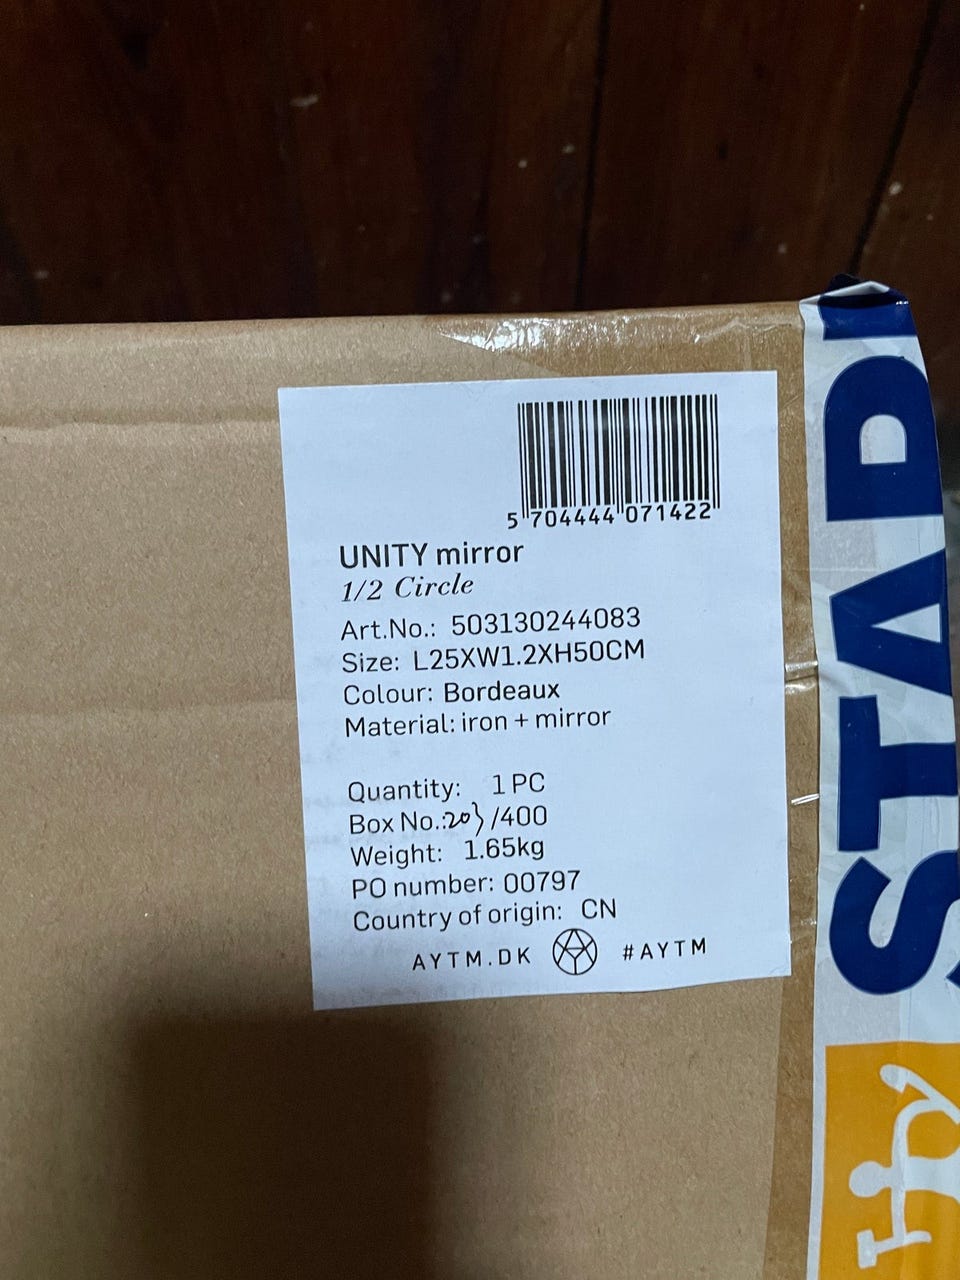 5 704444 071422
UNITY mirror
1/2 Circle
Art.No.: 503130244083
Size: L25XW1.2XH50CM
Colour: Bordeaux
Material: iron + mirror
Quantity: 1 PC
Box No.:203/400
Weight: 1.65kg
PO number: 00797
Country of origin: CN
AYTM.DK #AYTM
STAP